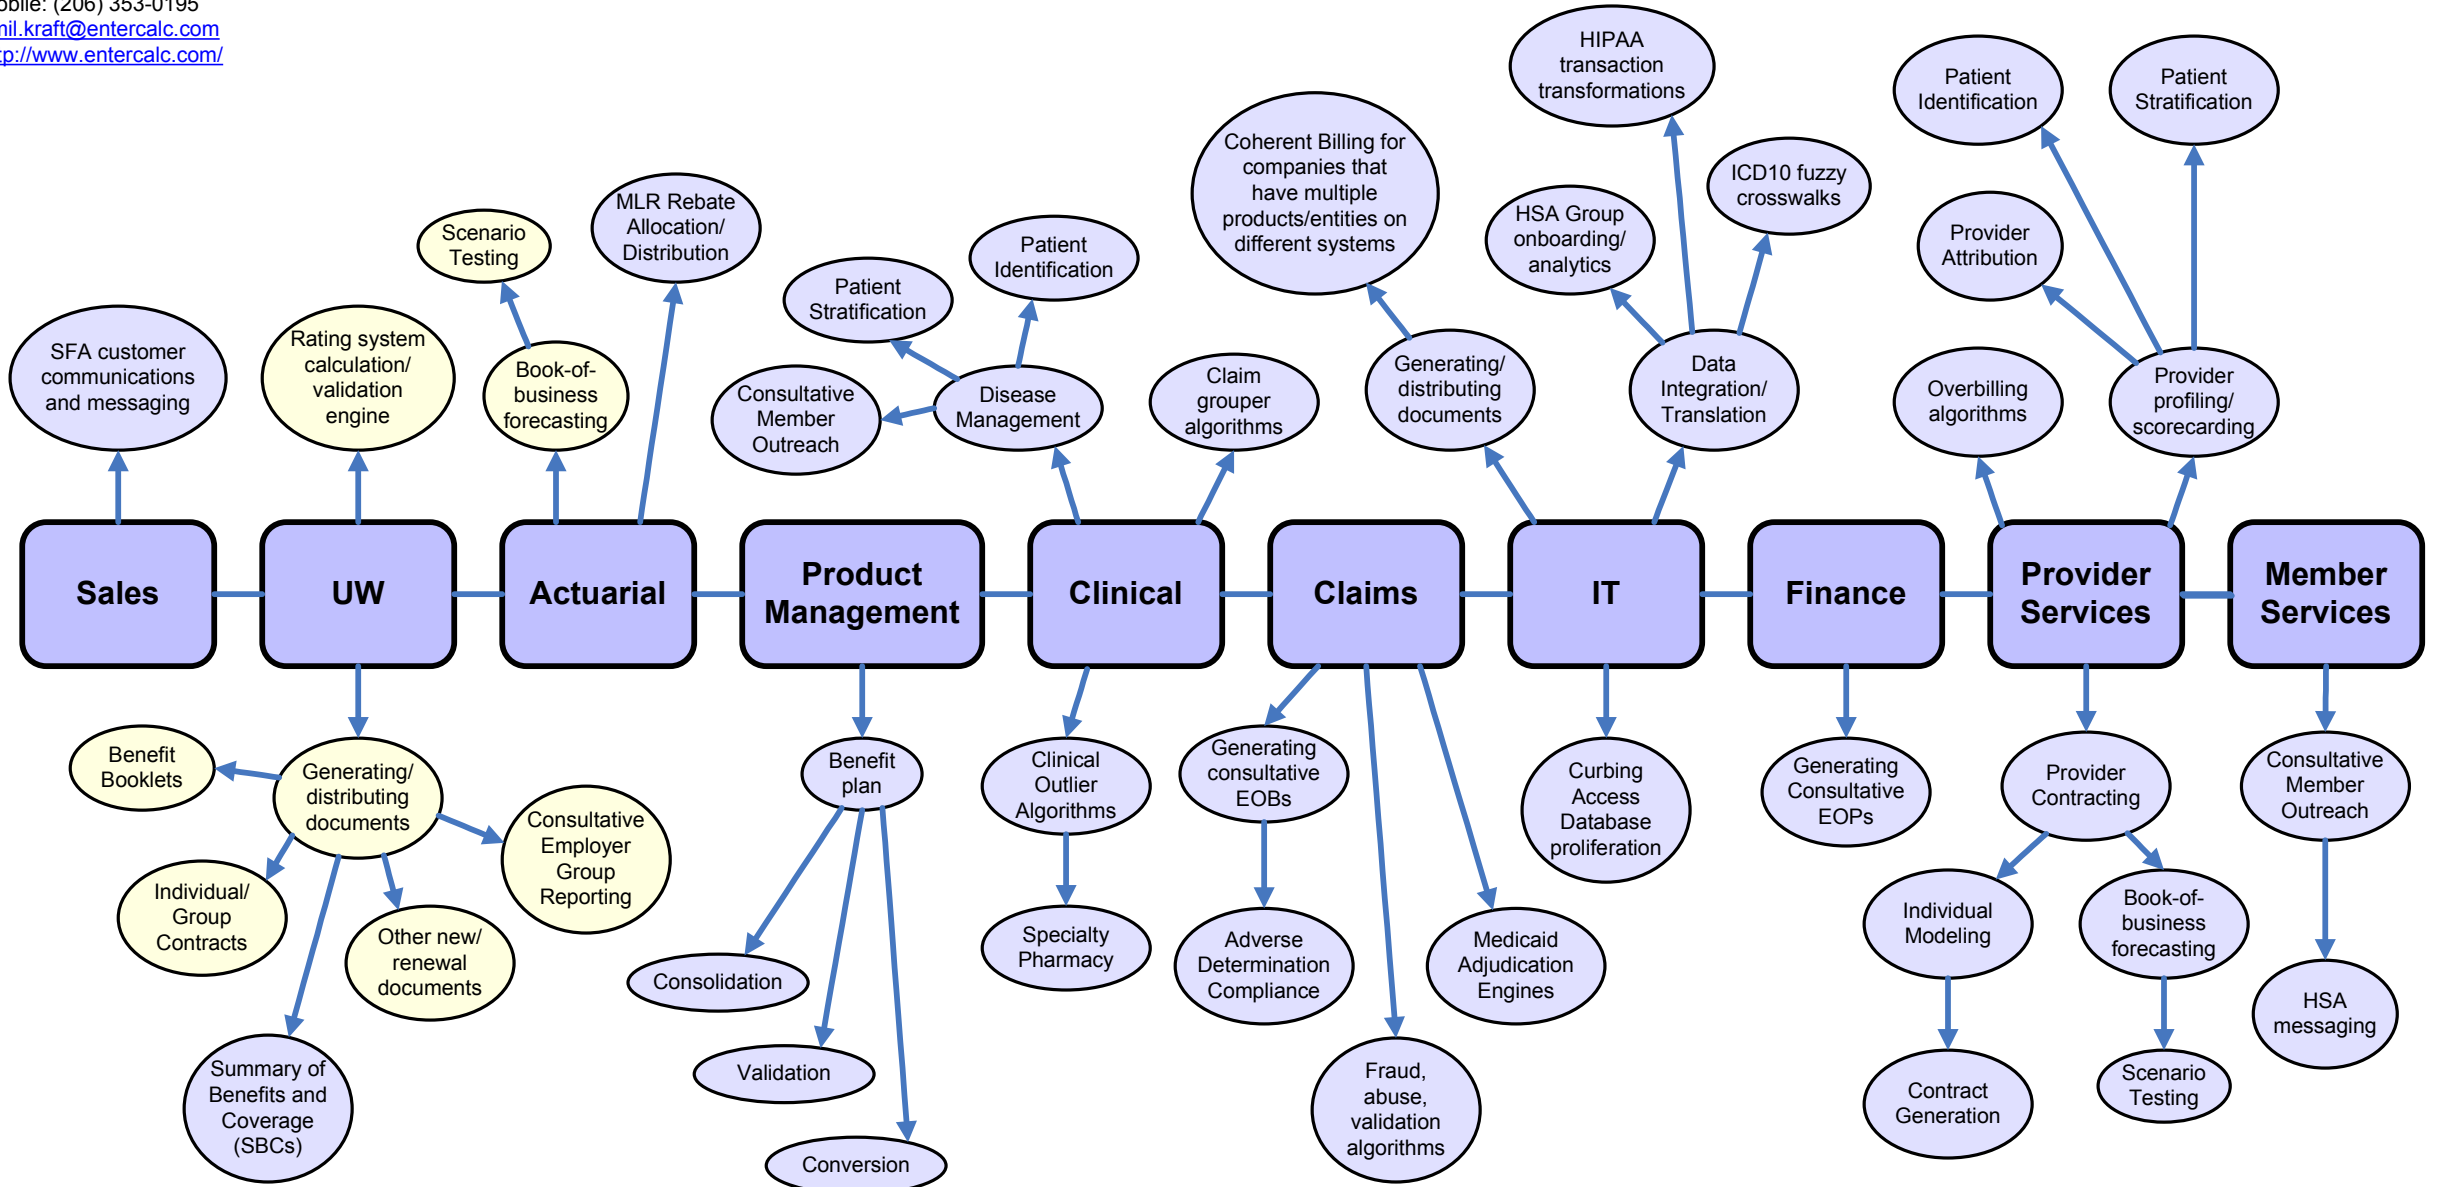 obile: (206) 353-0195
mil.kraft@entercalc.com
tp://www.entercalc.com/
HIPAA
transaction
transformations
Patient
Identification
Patient
Stratification
Coherent Billing for
companies that
have multiple
products/entities on
different systems
ICD10 fuzzy
crosswalks
MLR Rebate
Allocation/
Distribution
HSA Group
onboarding/
analytics
Scenario
Testing
Provider
Attribution
Patient
Identification
Patient
Stratification
SFA customer
communications
and messaging
Rating system
calculation/
validation
engine
Book-of-
business
forecasting
Consultative
Member
Outreach
Disease
Management
Claim
grouper
algorithms
Generating/
distributing
documents
Data
Integration/
Translation
Overbilling
algorithms
Provider
profiling/
scorecarding
Sales
UW
Actuarial
Product
Management
Clinical
Claims
IT
Finance
Provider
Services
Member
Services
Benefit
Booklets
Generating/
distributing
documents
Consultative
Employer
Group
Reporting
Individual/
Group
Contracts
Other new/
renewal
documents
Summary of
Benefits and
Coverage
(SBCs)
Benefit
plan
Consolidation
Validation
Conversion
Clinical
Outlier
Algorithms
Specialty
Pharmacy
Generating
consultative
EOBs
Adverse
Determination
Compliance
Fraud,
abuse,
validation
algorithms
Medicaid
Adjudication
Engines
Curbing
Access
Database
proliferation
Generating
Consultative
EOPs
Provider
Contracting
Individual
Modeling
Book-of-
business
forecasting
Contract
Generation
Scenario
Testing
Consultative
Member
Outreach
HSA
messaging